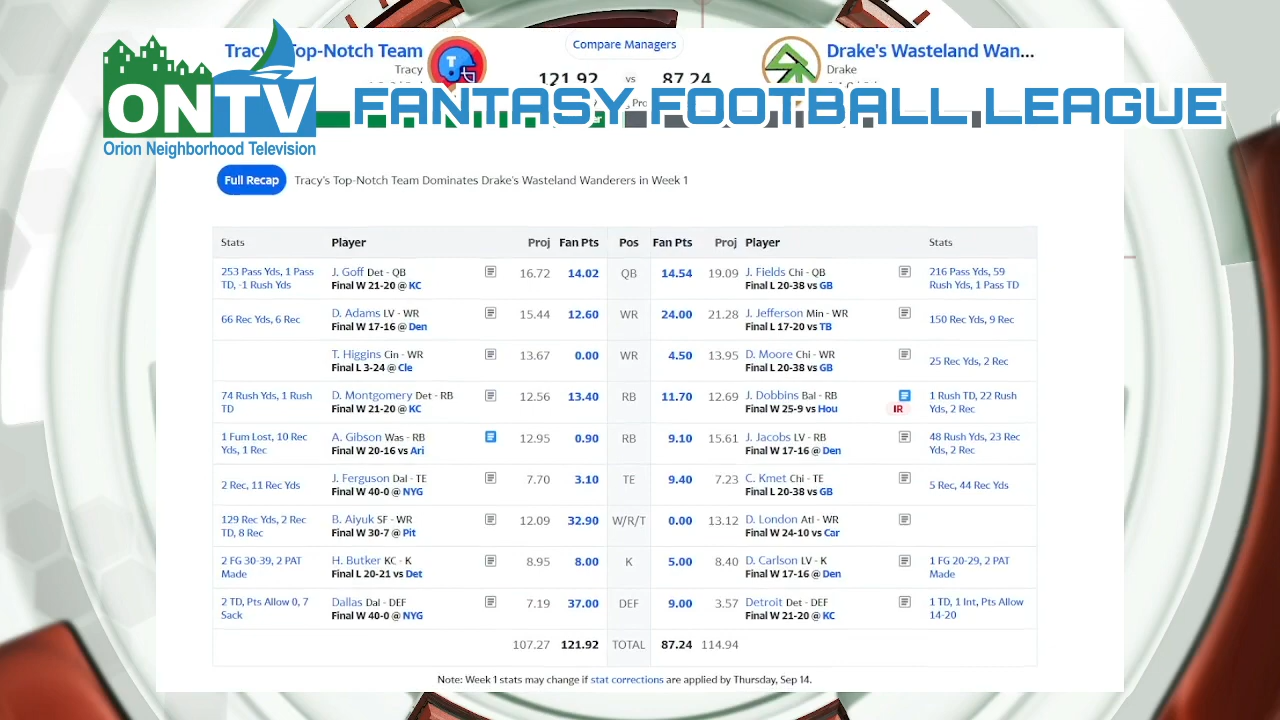 Top-Notch Team
Tracy
Compare Managers
121.92 vs 87.24
Drake's Wasteland Wan...
Drake
ONTV
Orion Neighborhood Television
FANTASY FOOTBALL LEAGUE
Full Recap Tracy's Top-Notch Team Dominates Drake's Wasteland Wanderers in Week 1
Stats Player Proj Fan Pts Pos Fan Pts Proj Player Stats
253 Pass Yds, 1 Pass J. Goff Det - QB 16.72 14.02 QB 14.54 19.09 J. Fields Chi - QB 216 Pass Yds, 59
TD, -1 Rush Yds Final W 21-20 @ KC Final L 20-38 vs GB Rush Yds, 1 Pass TD
66 Rec Yds, 6 Rec D. Adams LV - WR 15.44 12.60 WR 24.00 21.28 J. Jefferson Min - WR 150 Rec Yds, 9 Rec
Final W 17-16 @ Den Final L 17-20 vs TB
T. Higgins Cin - WR 13.67 0.00 WR 4.50 13.95 D. Moore Chi - WR 25 Rec Yds, 2 Rec
Final L 3-24 @ Cle Final L 20-38 vs GB
74 Rush Yds, 1 Rush D. Montgomery Det - RB 12.56 13.40 RB 11.70 12.69 J. Dobbins Bal - RB 1 Rush TD, 22 Rush
TD Final W 21-20 @ KC Final W 25-9 vs Hou IR Yds, 2 Rec
1 Fum Lost, 10 Rec A. Gibson Was - RB 12.95 0.90 RB 9.10 15.61 J. Jacobs LV - RB 48 Rush Yds, 23 Rec
Yds, 1 Rec Final W 20-16 vs Ari Final W 17-16 @ Den Yds, 2 Rec
2 Rec, 11 Rec Yds J. Ferguson Dal - TE 7.70 3.10 TE 9.40 7.23 C. Kmet Chi - TE 5 Rec, 44 Rec Yds
Final W 40-0 @ NYG Final L 20-38 vs GB
129 Rec Yds, 2 Rec B. Aiyuk SF - WR 12.09 32.90 W/R/T 0.00 13.12 D. London Atl - WR
TD, 8 Rec Final W 30-7 @ Pit Final W 24-10 vs Car
2 FG 30-39, 2 PAT H. Butker KC - K 8.95 8.00 K 5.00 8.40 D. Carlson LV - K 1 FG 20-29, 2 PAT
Made Final L 20-21 vs Det Final W 17-16 @ Den Made
2 TD, Pts Allow 0, 7 Dallas Dal - DEF 7.19 37.00 DEF 9.00 3.57 Detroit Det - DEF 1 TD, 1 Int, Pts Allow
Sack Final W 40-0 @ NYG Final W 21-20 @ KC 14-20
107.27 121.92 TOTAL 87.24 114.94
Note: Week 1 stats may change if stat corrections are applied by Thursday, Sep 14.